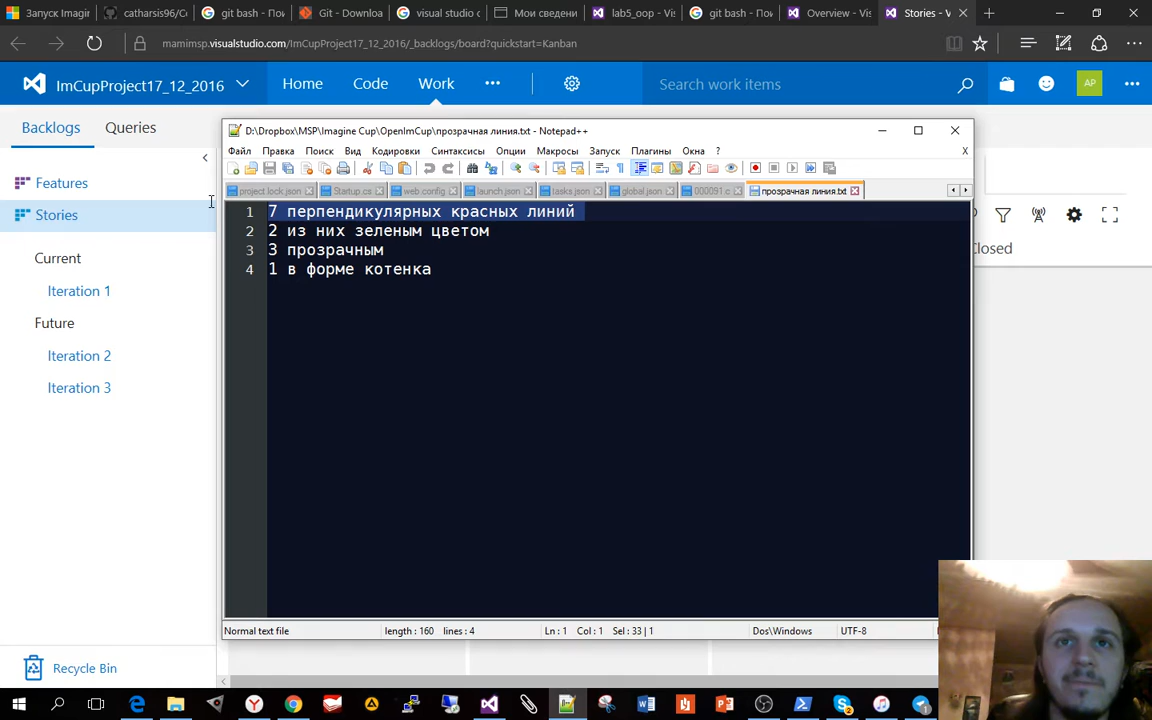 Запуск Imagin
catharsis96/Co
git bash - Пои
Git - Downloa
visual studio c
Мои сведени
lab5_oop - Vis
git bash - Пои
Overview - Vis
Stories - V
mamimsp.visualstudio.com/ImCupProject17_12_2016/_backlogs/board?quickstart=Kanban
ImCupProject17_12_2016
Home
Code
Work
Search work items
AP
Backlogs
Queries
Features
Stories
Current
Iteration 1
Future
Iteration 2
Iteration 3
Recycle Bin
Closed
D:\Dropbox\MSP\Imagine Cup\OpenImCup\прозрачная линия.txt - Notepad++
Файл Правка Поиск Вид Кодировки Синтаксисы Опции Макросы Запуск Плагины Окна ? X
project.lock.json
Startup.cs
web.config
launch.json
tasks.json
global.json
000091
прозрачная линия.txt
1 7 перпендикулярных красных линий
2 2 из них зеленым цветом
3 3 прозрачным
4 1 в форме котенка
Normal text file
length : 160 lines : 4
Ln : 1 Col : 1 Sel : 33 | 1
Dos\Windows
UTF-8